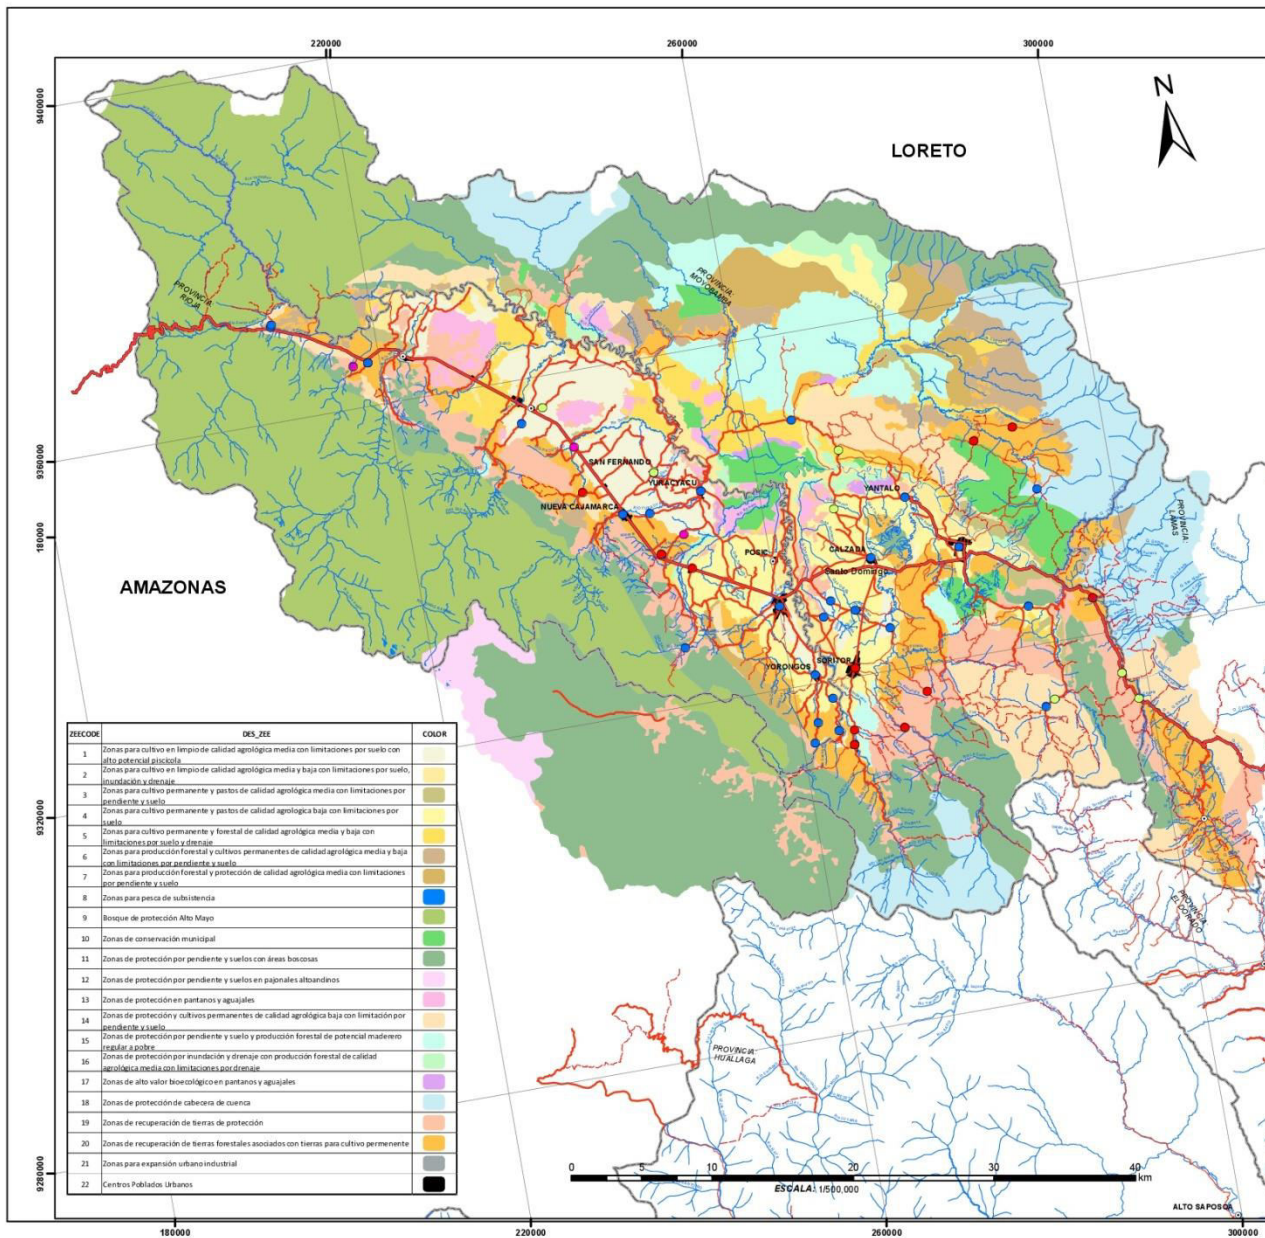 220000
260000
300000
9400000
N
LORETO
PROVINCIA:
RIOJA
PROVINCIA:
MOYOBAMBA
9360000
SAN FERNANDO
YURACYACU
NUEVA CAJAMARCA
YANTALO
PROVINCIA:
LAMAS
180000
POSIC
CALZADA
Santo Domingo
AMAZONAS
YORONGOS
SORITOR
ZEECODE DES_ZEE COLOR
1 Zonas para cultivo en limpio de calidad agrológica media con limitaciones por suelo con
alto potencial piscícola
2 Zonas para cultivo en limpio de calidad agrológica media y baja con limitaciones por suelo,
inundación y drenaje
3 Zonas para cultivo permanente y pastos de calidad agrológica media con limitaciones por
pendiente y suelo
4 Zonas para cultivo permanente y pastos de calidad agrologica baja con limitaciones por
suelo
5 Zonas para cultivo permanente y forestal de calidad agrológica media y baja con
limitaciones por suelo y drenaje
6 Zonas para producción forestal y cultivos permanentes de calidad agrológica media y baja
con limitaciones por pendiente y suelo
7 Zonas para producción forestal y protección de calidad agrológica media con limitaciones
por pendiente y suelo
8 Zonas para pesca de subsistencia
9 Bosque de protección Alto Mayo
10 Zonas de conservación municipal
11 Zonas de protección por pendiente y suelos con áreas boscosas
12 Zonas de protección por pendiente y suelos en pajonales altoandinos
13 Zonas de protección en pantanos y aguajales
14 Zonas de protección y cultivos permanentes de calidad agrológica baja con limitación por
pendiente y suelo
15 Zonas de protección por pendiente y suelo y producción forestal de potencial maderero
regular a pobre
16 Zonas de protección por inundación y drenaje con producción forestal de calidad
agrológica media con limitaciones por drenaje
17 Zonas de alto valor bioecológico en pantanos y aguajales
18 Zonas de protección de cabecera de cuenca
19 Zonas de recuperación de tierras de protección
20 Zonas de recuperación de tierras forestales asociados con tierras para cultivo permenente
21 Zonas para expansión urbano industrial
22 Centros Poblados Urbanos
9320000
PROVINCIA:
EL DORADO
PROVINCIA:
HUALLAGA
0 5 10 20 30 40
km
ESCALA: 1/500,000
9280000
ALTO SAPOSOA
180000
220000
260000
300000